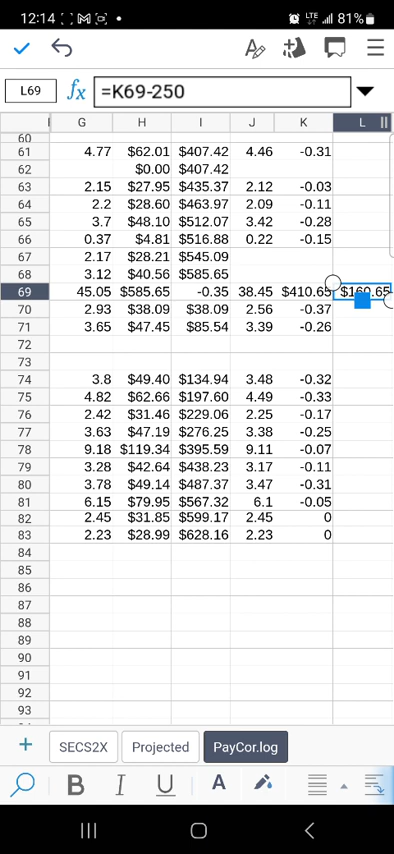 12:14 LTE 81%
L69 fx =K69-250
G H I J K L
60
61 4.77 $62.01 $407.42 4.46 -0.31
62 $0.00 $407.42
63 2.15 $27.95 $435.37 2.12 -0.03
64 2.2 $28.60 $463.97 2.09 -0.11
65 3.7 $48.10 $512.07 3.42 -0.28
66 0.37 $4.81 $516.88 0.22 -0.15
67 2.17 $28.21 $545.09
68 3.12 $40.56 $585.65
69 45.05 $585.65 -0.35 38.45 $410.65 $160.65
70 2.93 $38.09 $38.09 2.56 -0.37
71 3.65 $47.45 $85.54 3.39 -0.26
72
73
74 3.8 $49.40 $134.94 3.48 -0.32
75 4.82 $62.66 $197.60 4.49 -0.33
76 2.42 $31.46 $229.06 2.25 -0.17
77 3.63 $47.19 $276.25 3.38 -0.25
78 9.18 $119.34 $395.59 9.11 -0.07
79 3.28 $42.64 $438.23 3.17 -0.11
80 3.78 $49.14 $487.37 3.47 -0.31
81 6.15 $79.95 $567.32 6.1 -0.05
82 2.45 $31.85 $599.17 2.45 0
83 2.23 $28.99 $628.16 2.23 0
84
85
86
87
88
89
90
91
92
93
+ SECS2X Projected PayCor.log
B I U A